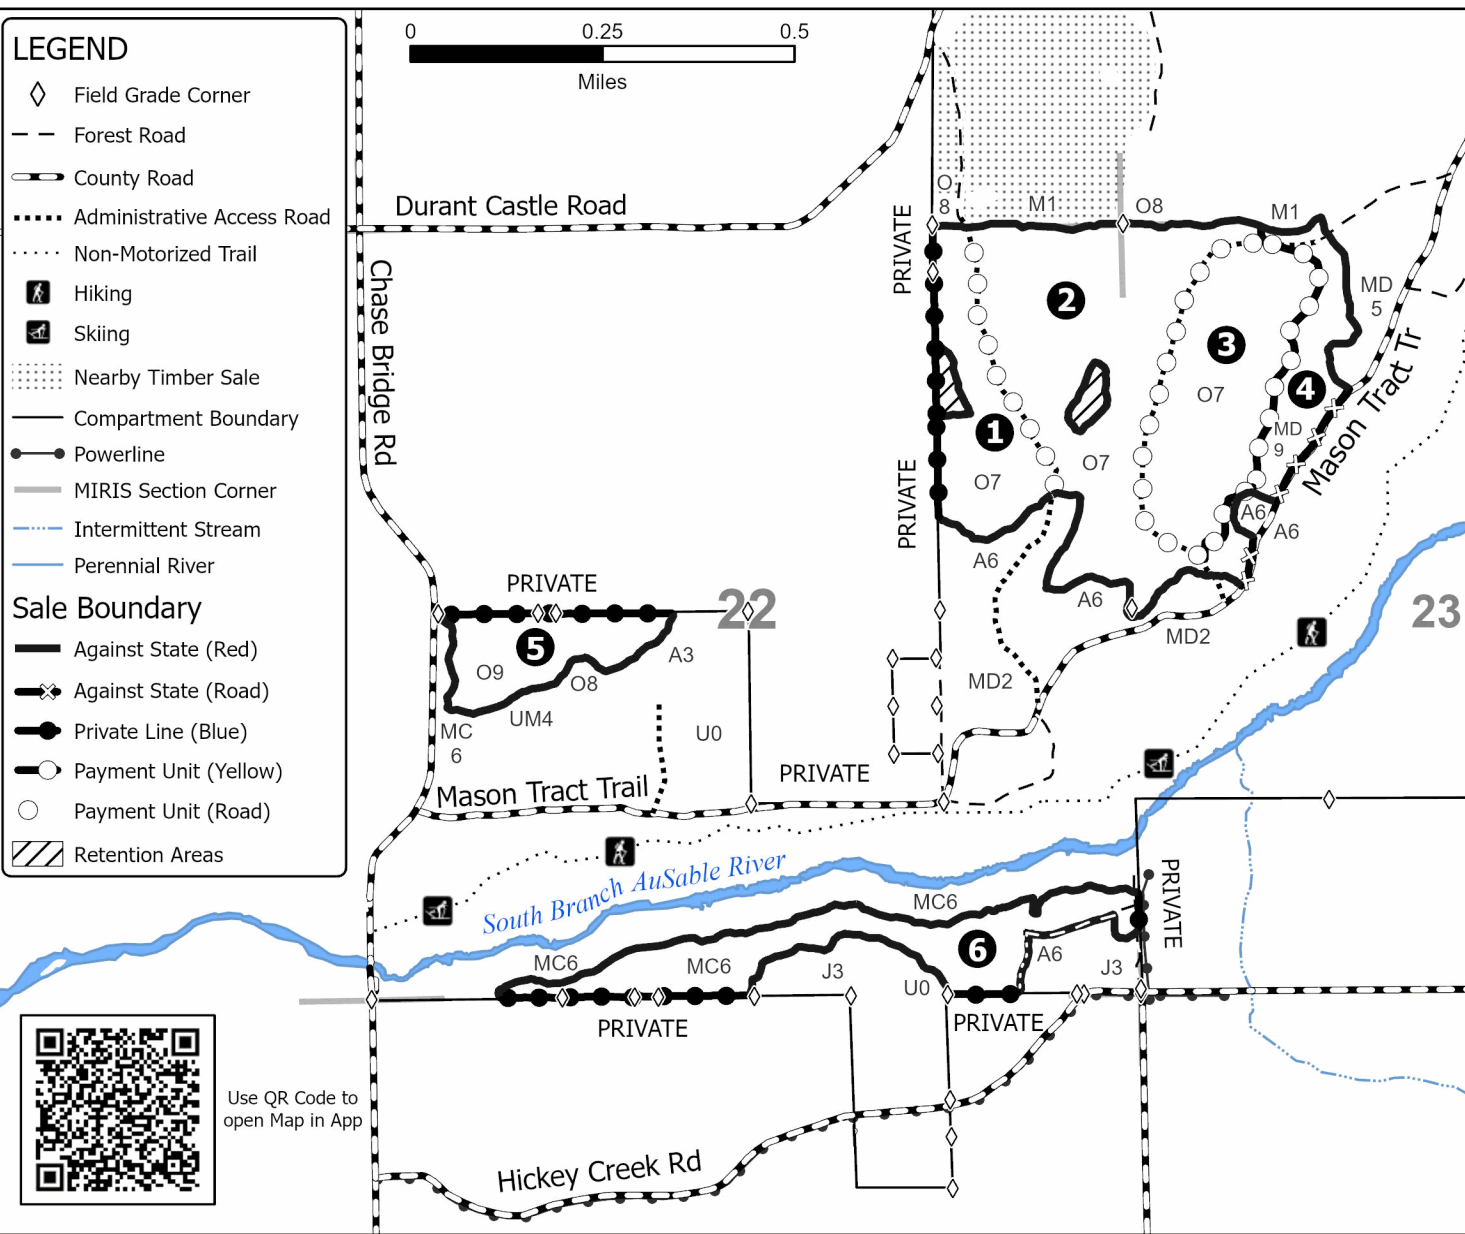 LEGEND
Field Grade Corner
Forest Road
County Road
Administrative Access Road
Non-Motorized Trail
Hiking
Skiing
Nearby Timber Sale
Compartment Boundary
Powerline
MIRIS Section Corner
Intermittent Stream
Perennial River
Sale Boundary
Against State (Red)
Against State (Road)
Private Line (Blue)
Payment Unit (Yellow)
Payment Unit (Road)
Retention Areas
0 0.25 0.5
Miles
Durant Castle Road
Chase Bridge Rd
PRIVATE
O
8
M1
O8
M1
MD
5
2
3
O7
4
MD
9
Mason Tract Tr
1
O7
O7
PRIVATE
A6
A6
A6
A6
MD2
MD2
22
23
PRIVATE
5
O9
O8
A3
UM4
MC
6
U0
PRIVATE
Mason Tract Trail
South Branch AuSable River
MC6
PRIVATE
6
A6
J3
MC6
MC6
J3
U0
PRIVATE
PRIVATE
Use QR Code to
open Map in App
Hickey Creek Rd